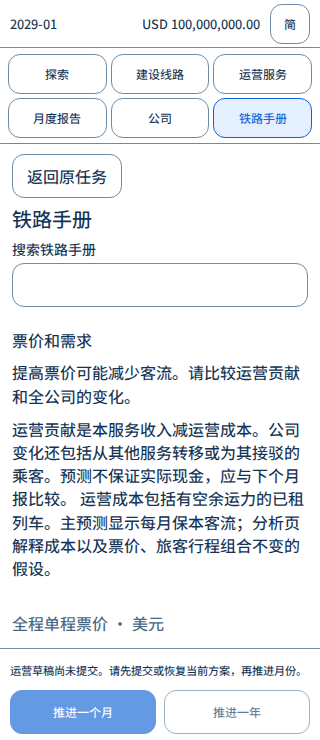 2029-01
USD 100,000,000.00
简
探索
建设线路
运营服务
月度报告
公司
铁路手册
返回原任务
铁路手册
搜索铁路手册
票价和需求
提高票价可能减少客流。请比较运营贡献
和全公司的变化。
运营贡献是本服务收入减运营成本。公司
变化还包括从其他服务转移或为其接驳的
乘客。预测不保证实际现金，应与下个月
报比较。 运营成本包括有空余运力的已租
列车。主预测显示每月保本客流；分析页
解释成本以及票价、旅客行程组合不变的
假设。
全程单程票价 · 美元
运营草稿尚未提交。请先提交或恢复当前方案，再推进月份。
推进一个月
推进一年